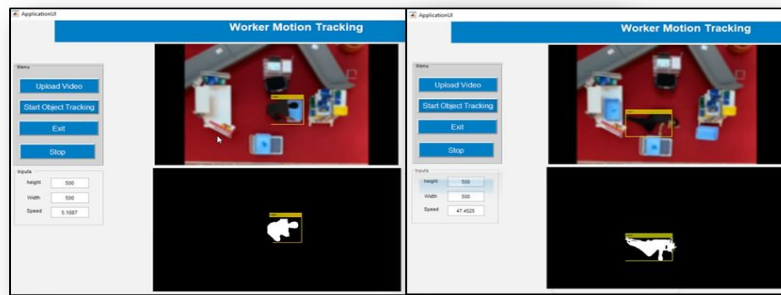 ApplicationUI
Worker Motion Tracking
Menu
Upload Video
Start Object Tracking
Exit
Stop
Inputs
height 500
Width 500
Speed 5.1087
ApplicationUI
Worker Motion Tracking
Menu
Upload Video
Start Object Tracking
Exit
Stop
Inputs
height 500
Width 500
Speed 47.4525